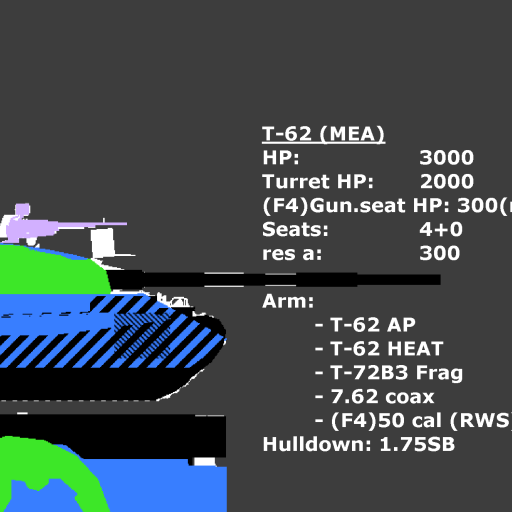 T-62 (MEA)
HP: 3000
Turret HP: 2000
(F4)Gun.seat HP: 300(
Seats: 4+0
res a: 300
Arm:
- T-62 AP
- T-62 HEAT
- T-72B3 Frag
- 7.62 coax
- (F4)50 cal (RWS)
Hulldown: 1.75SB